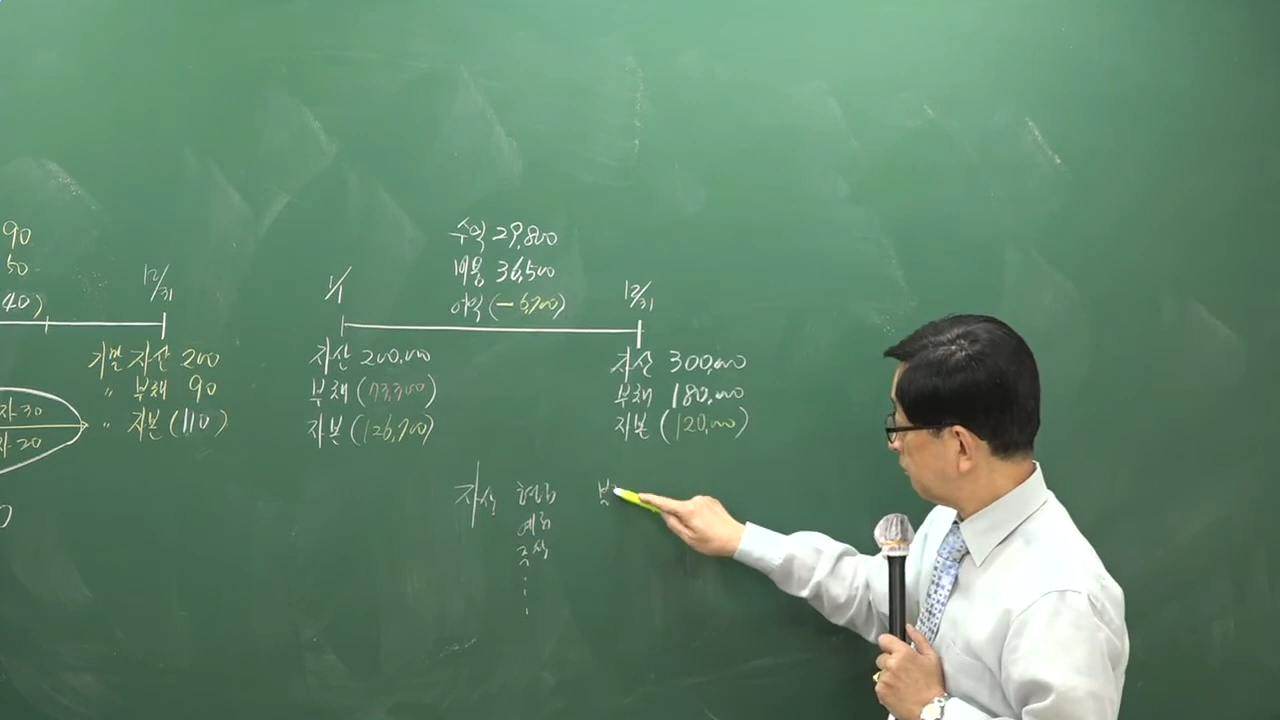 90
50
40)
12/31
기말 자산 200
〃 부채 90
〃 자본 (110)
자 30
자 20
0
수익 29,800
비용 36,500
이익 (-6,700)
1/1
12/31
자산 200,000
부채 (73,300)
자본 (126,700)
자산 300,000
부채 180,000
자본 (120,000)
자산 현금
예금
주식
부